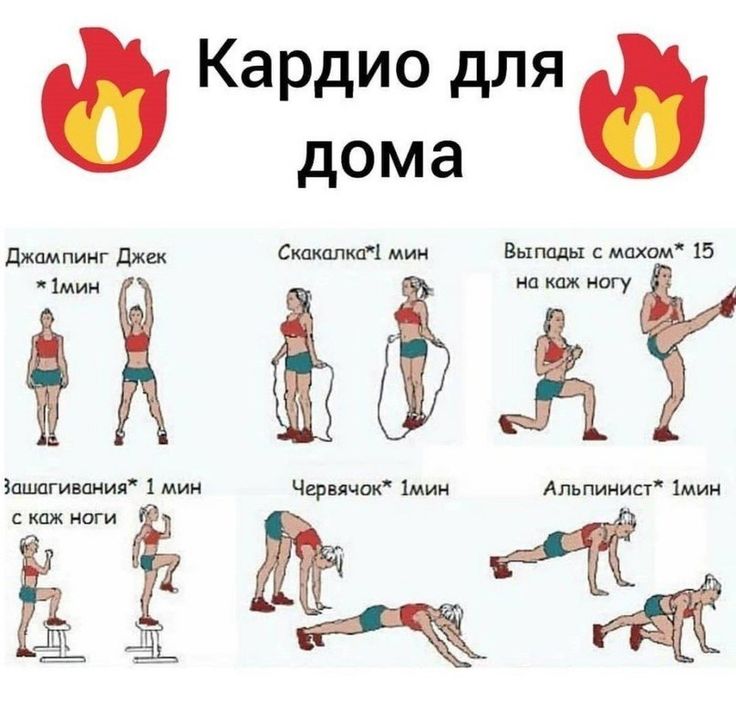 Кардио для
дома
Джампинг Джек
* 1мин
Скакалка*1 мин
Выпады с махом* 15
на каж ногу
Зашагивания* 1 мин
с каж ноги
Червячок* 1мин
Альпинист* 1мин